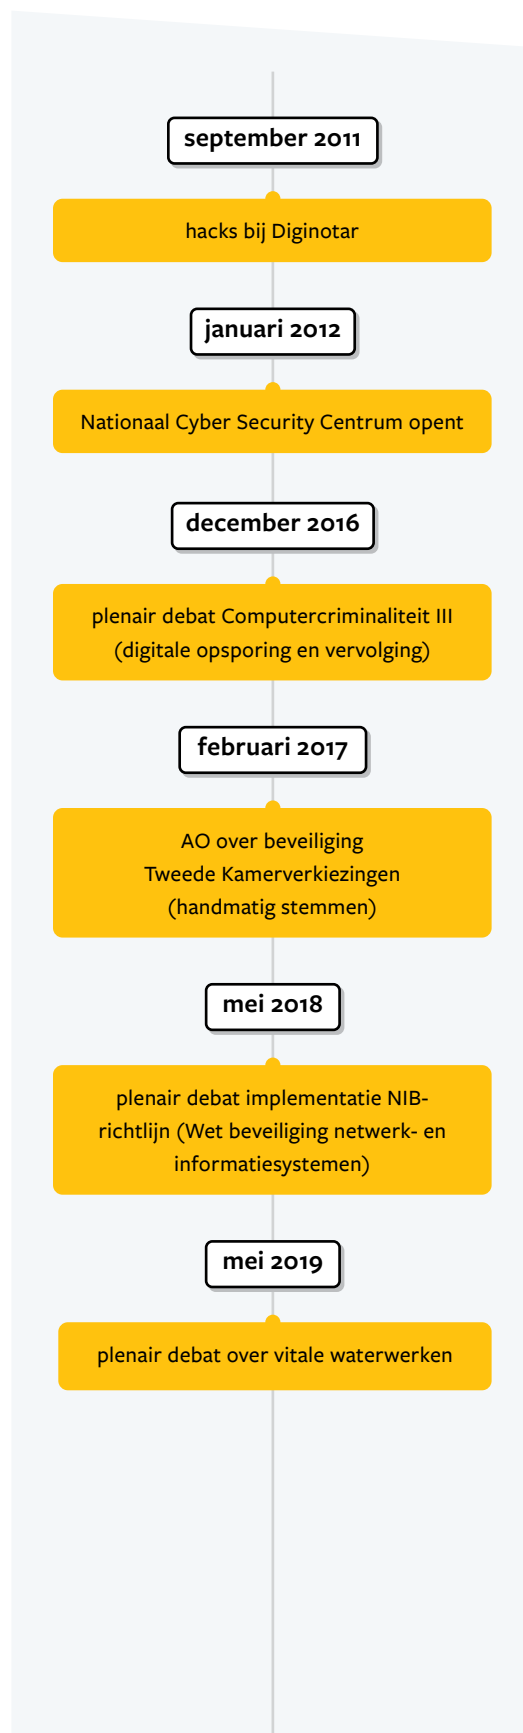 september 2011
hacks bij Diginotar
januari 2012
Nationaal Cyber Security Centrum opent
december 2016
plenair debat Computercriminaliteit III
(digitale opsporing en vervolging)
februari 2017
AO over beveiliging
Tweede Kamerverkiezingen
(handmatig stemmen)
mei 2018
plenair debat implementatie NIB-
richtlijn (Wet beveiliging netwerk- en
informatiesystemen)
mei 2019
plenair debat over vitale waterwerken